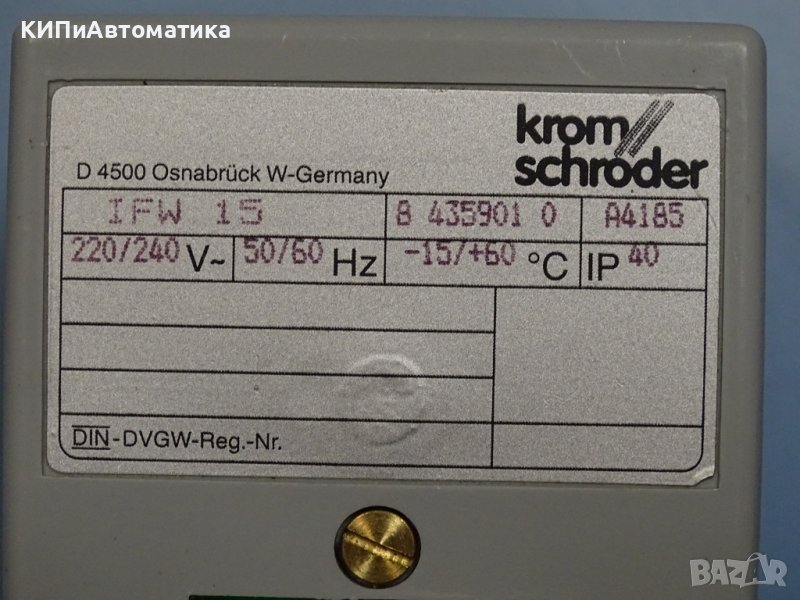 КИПиАвтоматика
krom
schroder
D 4500 Osnabrück W-Germany
IFW 15 8 435901 0 A4185
220/240 V~ 50/60 Hz -15/+60 °C IP 40
DIN-DVGW-Reg.-Nr.
BAZAR